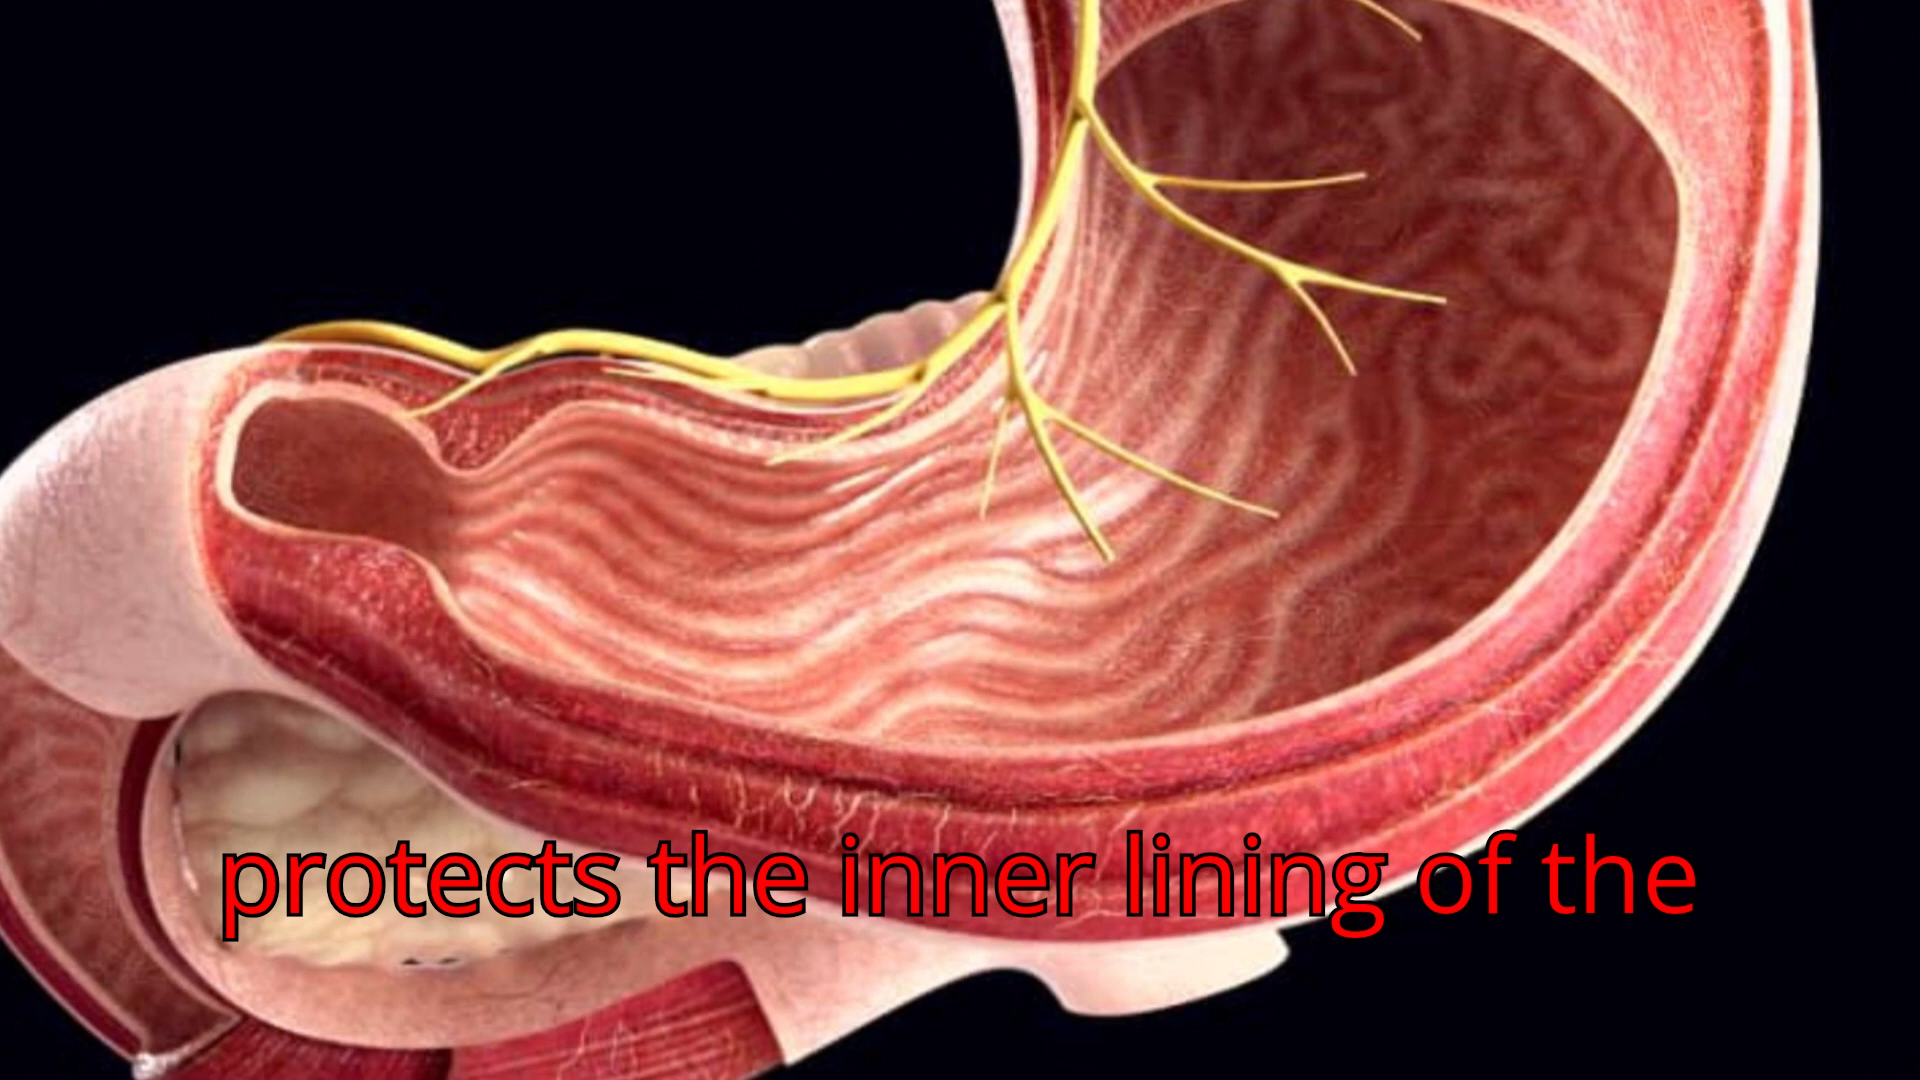 protects the inner lining of the